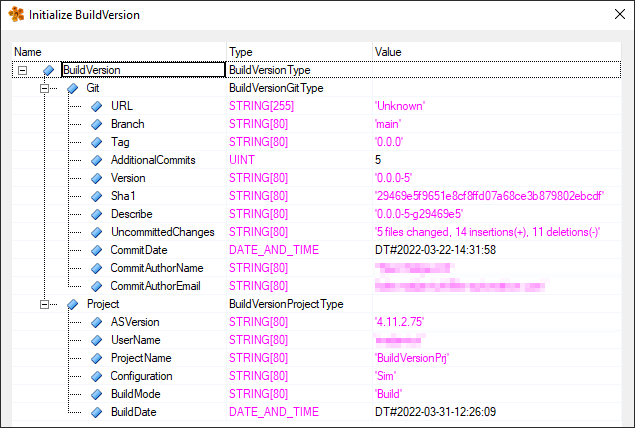 Initialize BuildVersion
Name Type Value
BuildVersion BuildVersionType
Git BuildVersionGitType
URL STRING[255] 'Unknown'
Branch STRING[80] 'main'
Tag STRING[80] '0.0.0'
AdditionalCommits UINT 5
Version STRING[80] '0.0.0-5'
Sha1 STRING[80] '29469e5f9651e8cf8ffd07a68ce3b879802ebcdf'
Describe STRING[80] '0.0.0-5-g29469e5'
UncommittedChanges STRING[80] '5 files changed, 14 insertions(+), 11 deletions(-)'
CommitDate DATE_AND_TIME DT#2022-03-22-14:31:58
CommitAuthorName STRING[80]
CommitAuthorEmail STRING[80]
Project BuildVersionProjectType
ASVersion STRING[80] '4.11.2.75'
UserName STRING[80]
ProjectName STRING[80] 'BuildVersionPrj'
Configuration STRING[80] 'Sim'
BuildMode STRING[80] 'Build'
BuildDate DATE_AND_TIME DT#2022-03-31-12:26:09